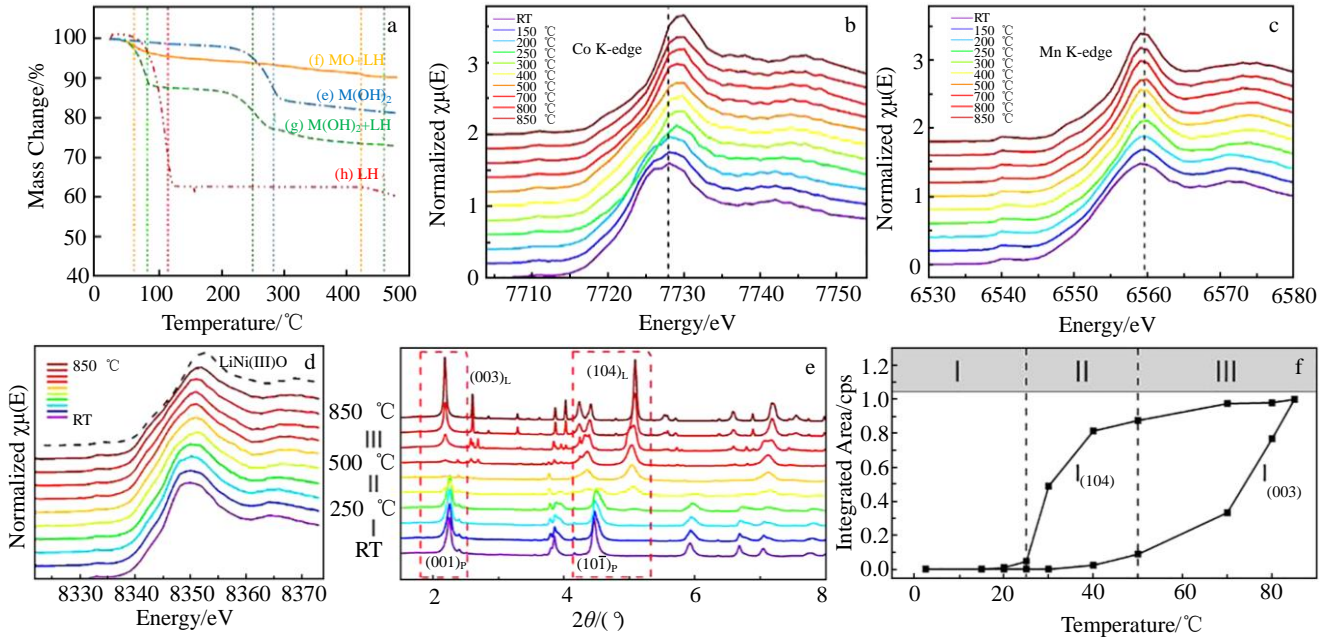 a
100
90
80
70
60
50
40
(f) MO+LH
(e) M(OH)₂
(g) M(OH)₂+LH
(h) LH
0 100 200 300 400 500
Mass Change/%
Temperature/℃
b
RT
150 ℃
200 ℃
250 ℃
300 ℃
400 ℃
500 ℃
700 ℃
800 ℃
850 ℃
Co K-edge
3
2
1
0
7710 7720 7730 7740 7750
Normalized χμ(E)
Energy/eV
c
RT
150 ℃
200 ℃
250 ℃
300 ℃
400 ℃
500 ℃
700 ℃
800 ℃
850 ℃
Mn K-edge
3
2
1
0
6530 6540 6550 6560 6570 6580
Normalized χμ(E)
Energy/eV
d
850 ℃
RT
LiNi(III)O
8330 8340 8350 8360 8370
Normalized χμ(E)
Energy/eV
e
850 ℃
III
500 ℃
II
250 ℃
I
RT
(003)L
(104)L
(001)P
(101̄)P
2 4 6 8
2θ/(°)
f
I II III
1.2
1.0
0.8
0.6
0.4
0.2
0.0
I(104)
I(003)
0 20 40 60 80
Integrated Area/cps
Temperature/℃